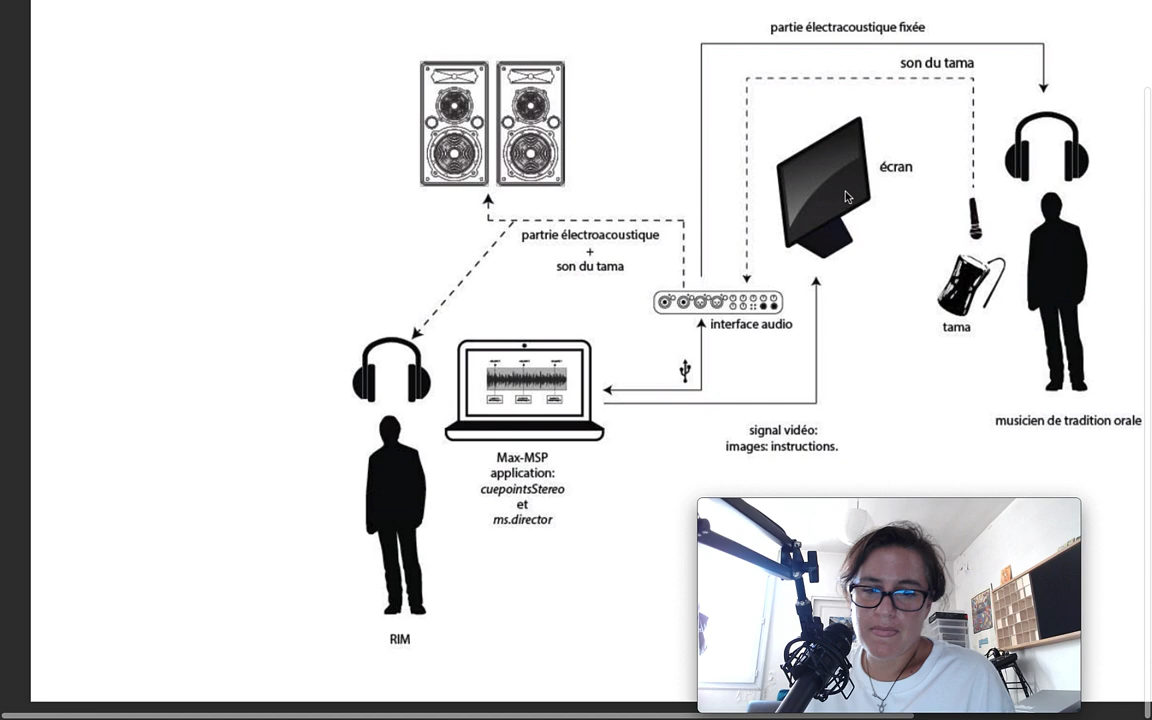 partie électracoustique fixée
son du tama
écran
partrie électroacoustique
+
son du tama
interface audio
tama
musicien de tradition orale
signal vidéo:
images: instructions.
Max-MSP
application:
cuepointsStereo
et
ms.director
RIM